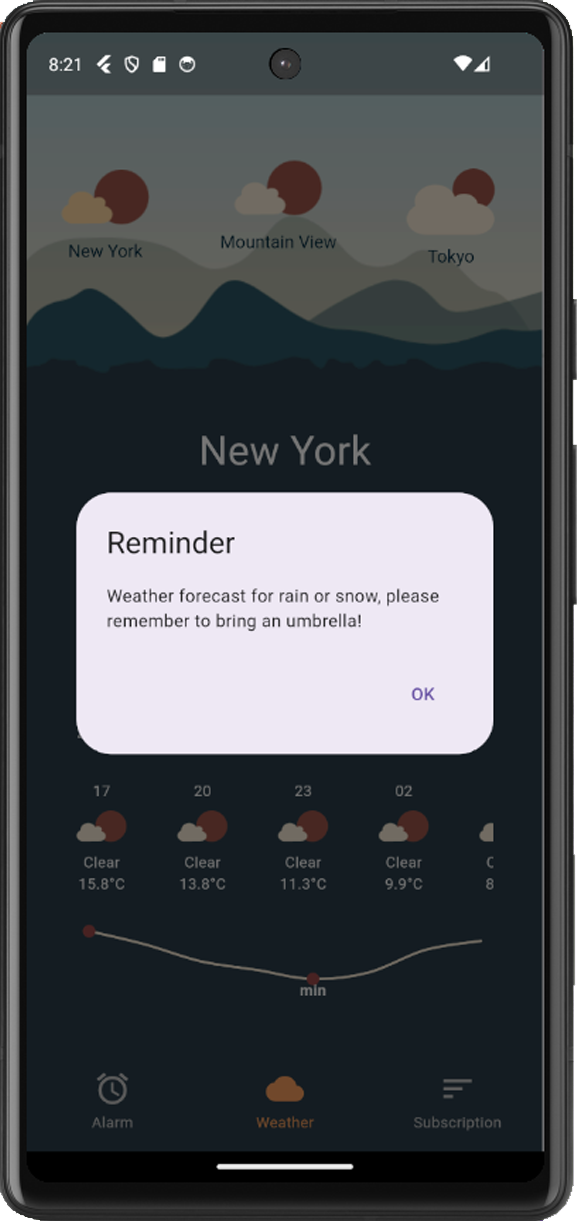 8:21
New York
Mountain View
Tokyo
New York
Reminder
Weather forecast for rain or snow, please
remember to bring an umbrella!
OK
17 20 23 02
Clear Clear Clear Clear C
15.8°C 13.8°C 11.3°C 9.9°C 8
min
Alarm Weather Subscription